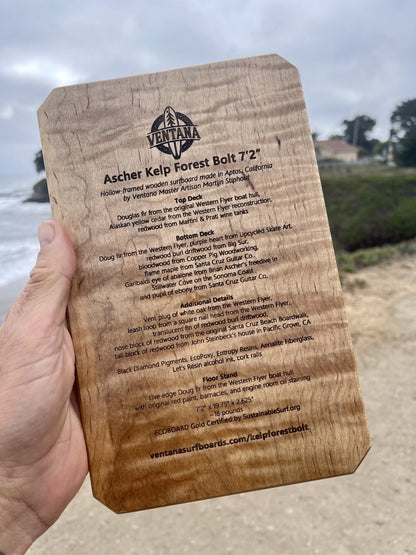 VENTANA
Ascher Kelp Forest Bolt 7'2"
Hollow-framed wooden surfboard made in Aptos, California
by Ventana Master Artisan Martijn Stiphout
Top Deck
Douglas fir from the original Western Flyer boat hull,
Alaskan yellow cedar from the Western Flyer reconstruction,
redwood from Martini & Pratt wine tanks
Bottom Deck
Doug fir from the Western Flyer, purple heart from Upcycled Skate Art,
redwood burl driftwood from Big Sur,
bloodwood from Copper Pig Woodworking,
flame maple from Santa Cruz Guitar Co.
Garibaldi eye of abalone from Brian Ascher's freedive in
Stillwater Cove on the Sonoma Coast
and pupil of ebony from Santa Cruz Guitar Co.
Additional Details
Vent plug of white oak from the Western Flyer,
leash loop from a square nail head from the Western Flyer,
translucent fin of redwood burl driftwood,
nose block of redwood from the original Santa Cruz Beach Boardwalk,
tail block of redwood from John Steinbeck's house in Pacific Grove, CA
Black Diamond Pigments, EcoPoxy, Entropy Resins, Aerialite Fiberglass,
Let's Resin alcohol ink, cork rails
Floor Stand
Live edge Doug fir from the Western Flyer boat hull
with original red paint, barnacles, and engine room oil staining
7'2" x 19.75" x 2.625"
~18 pounds
ECOBOARD Gold Certified by SustainableSurf.org
ventanasurfboards.com/kelpforestbolt